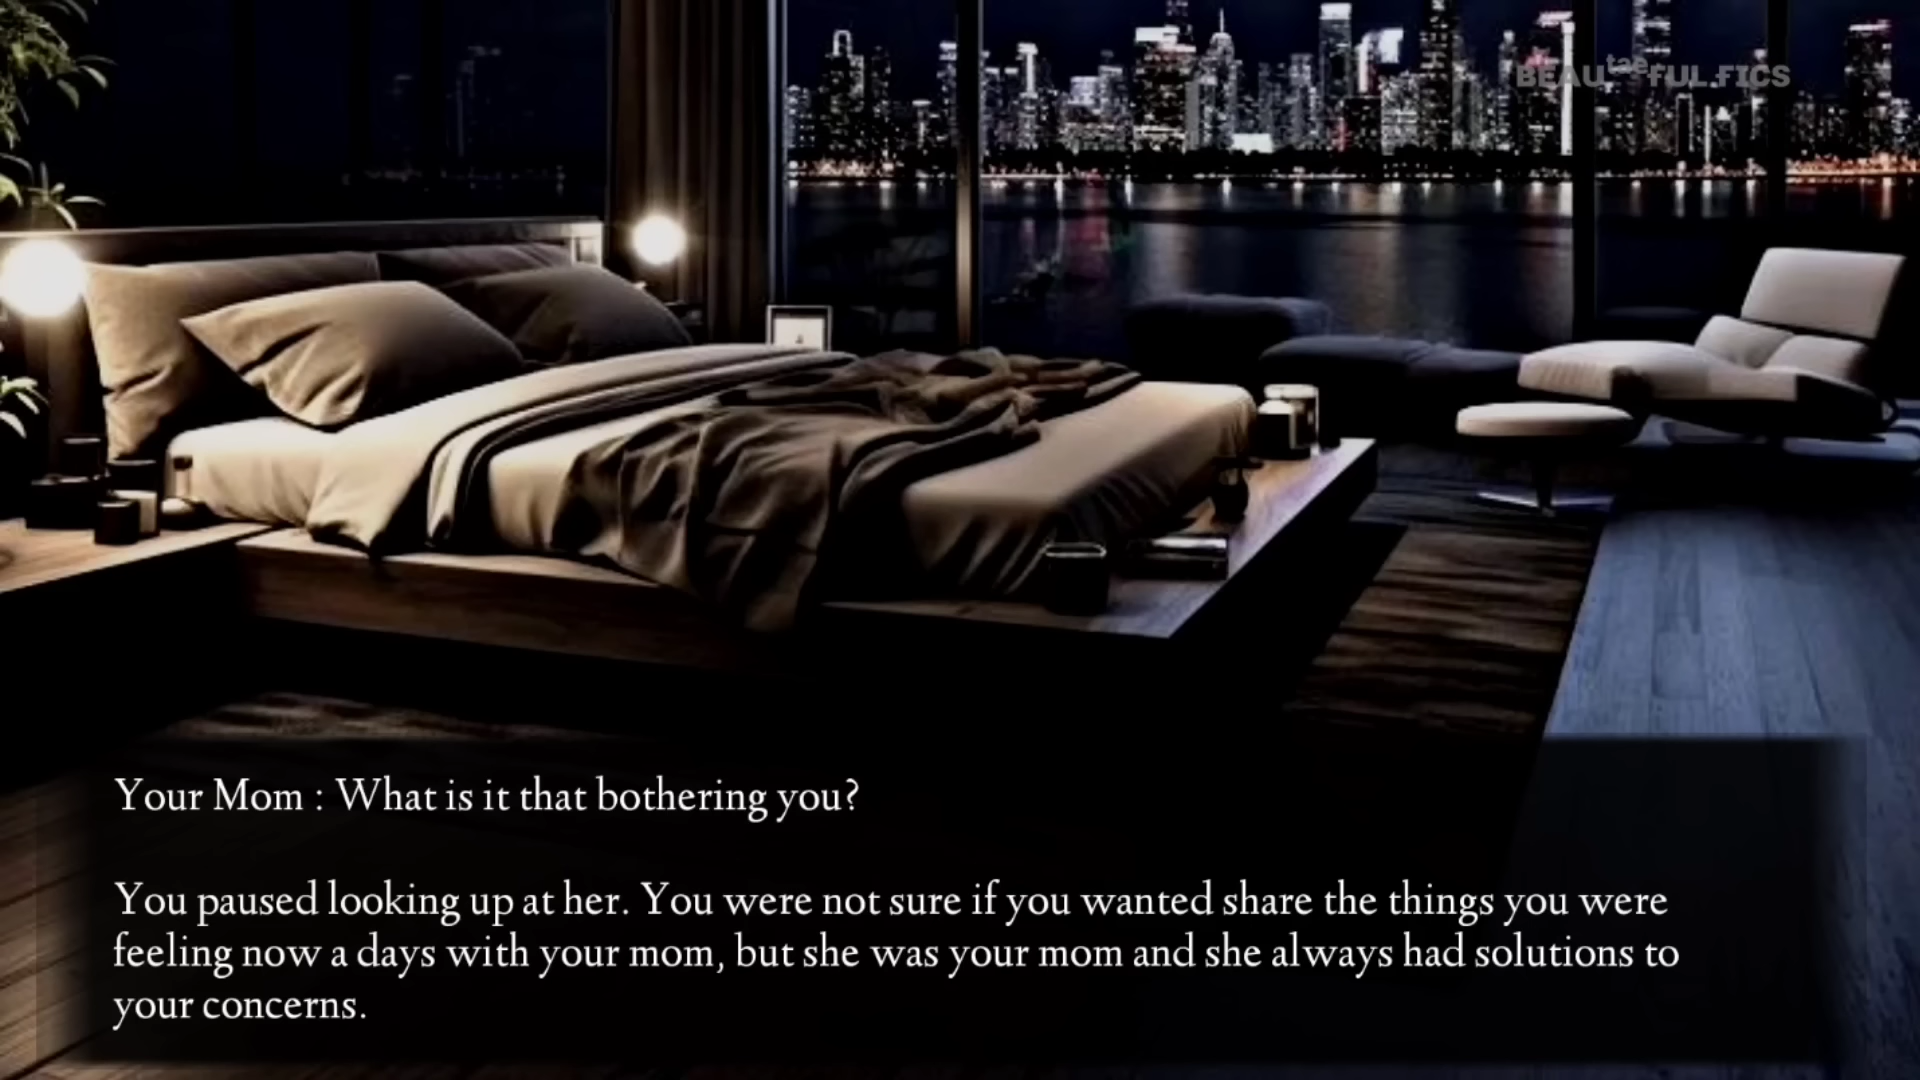 BEAUtaeFUL.FICS
Your Mom : What is it that bothering you?
You paused looking up at her. You were not sure if you wanted share the things you were
feeling now a days with your mom, but she was your mom and she always had solutions to
your concerns.